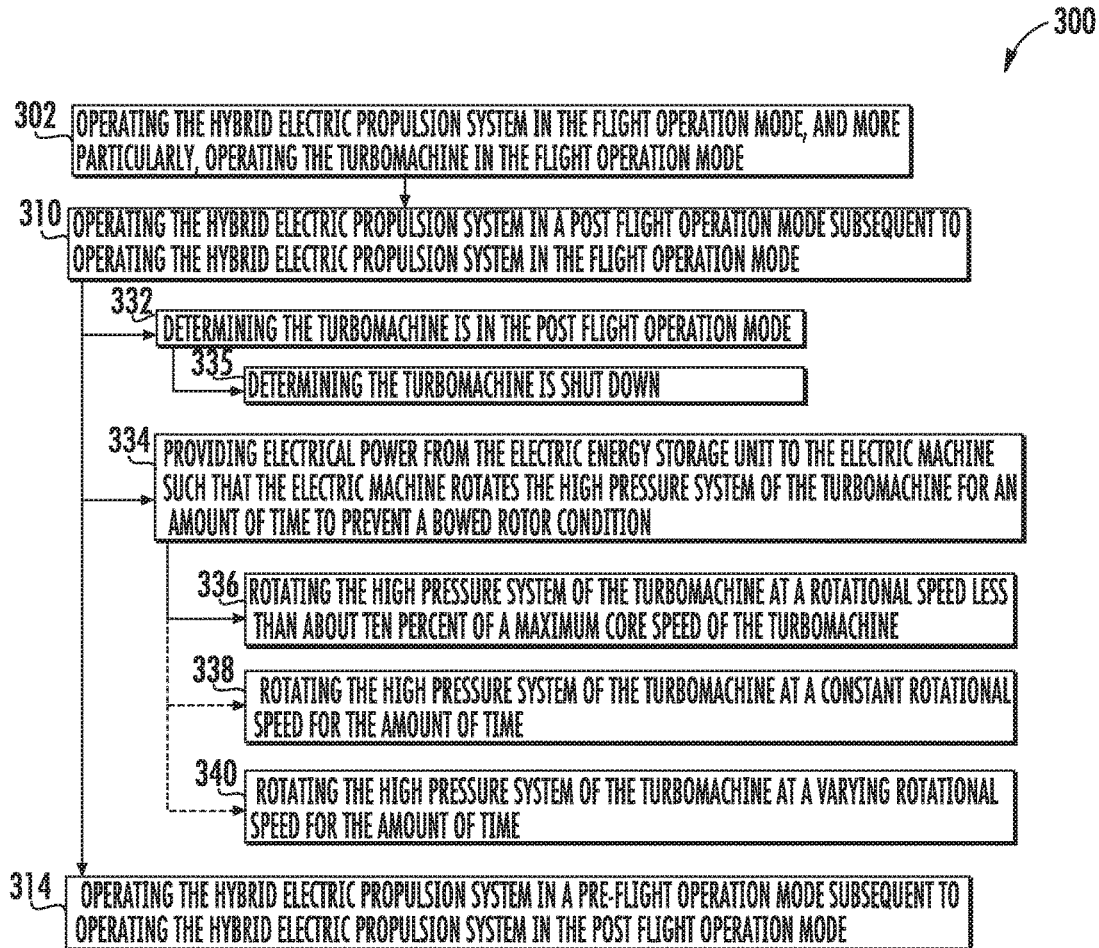 300
302
OPERATING THE HYBRID ELECTRIC PROPULSION SYSTEM IN THE FLIGHT OPERATION MODE, AND MORE
PARTICULARLY, OPERATING THE TURBOMACHINE IN THE FLIGHT OPERATION MODE
310
OPERATING THE HYBRID ELECTRIC PROPULSION SYSTEM IN A POST FLIGHT OPERATION MODE SUBSEQUENT TO
OPERATING THE HYBRID ELECTRIC PROPULSION SYSTEM IN THE FLIGHT OPERATION MODE
332
DETERMINING THE TURBOMACHINE IS IN THE POST FLIGHT OPERATION MODE
335
DETERMINING THE TURBOMACHINE IS SHUT DOWN
334
PROVIDING ELECTRICAL POWER FROM THE ELECTRIC ENERGY STORAGE UNIT TO THE ELECTRIC MACHINE
SUCH THAT THE ELECTRIC MACHINE ROTATES THE HIGH PRESSURE SYSTEM OF THE TURBOMACHINE FOR AN
AMOUNT OF TIME TO PREVENT A BOWED ROTOR CONDITION
336
ROTATING THE HIGH PRESSURE SYSTEM OF THE TURBOMACHINE AT A ROTATIONAL SPEED LESS
THAN ABOUT TEN PERCENT OF A MAXIMUM CORE SPEED OF THE TURBOMACHINE
338
ROTATING THE HIGH PRESSURE SYSTEM OF THE TURBOMACHINE AT A CONSTANT ROTATIONAL
SPEED FOR THE AMOUNT OF TIME
340
ROTATING THE HIGH PRESSURE SYSTEM OF THE TURBOMACHINE AT A VARYING ROTATIONAL
SPEED FOR THE AMOUNT OF TIME
314
OPERATING THE HYBRID ELECTRIC PROPULSION SYSTEM IN A PRE-FLIGHT OPERATION MODE SUBSEQUENT TO
OPERATING THE HYBRID ELECTRIC PROPULSION SYSTEM IN THE POST FLIGHT OPERATION MODE